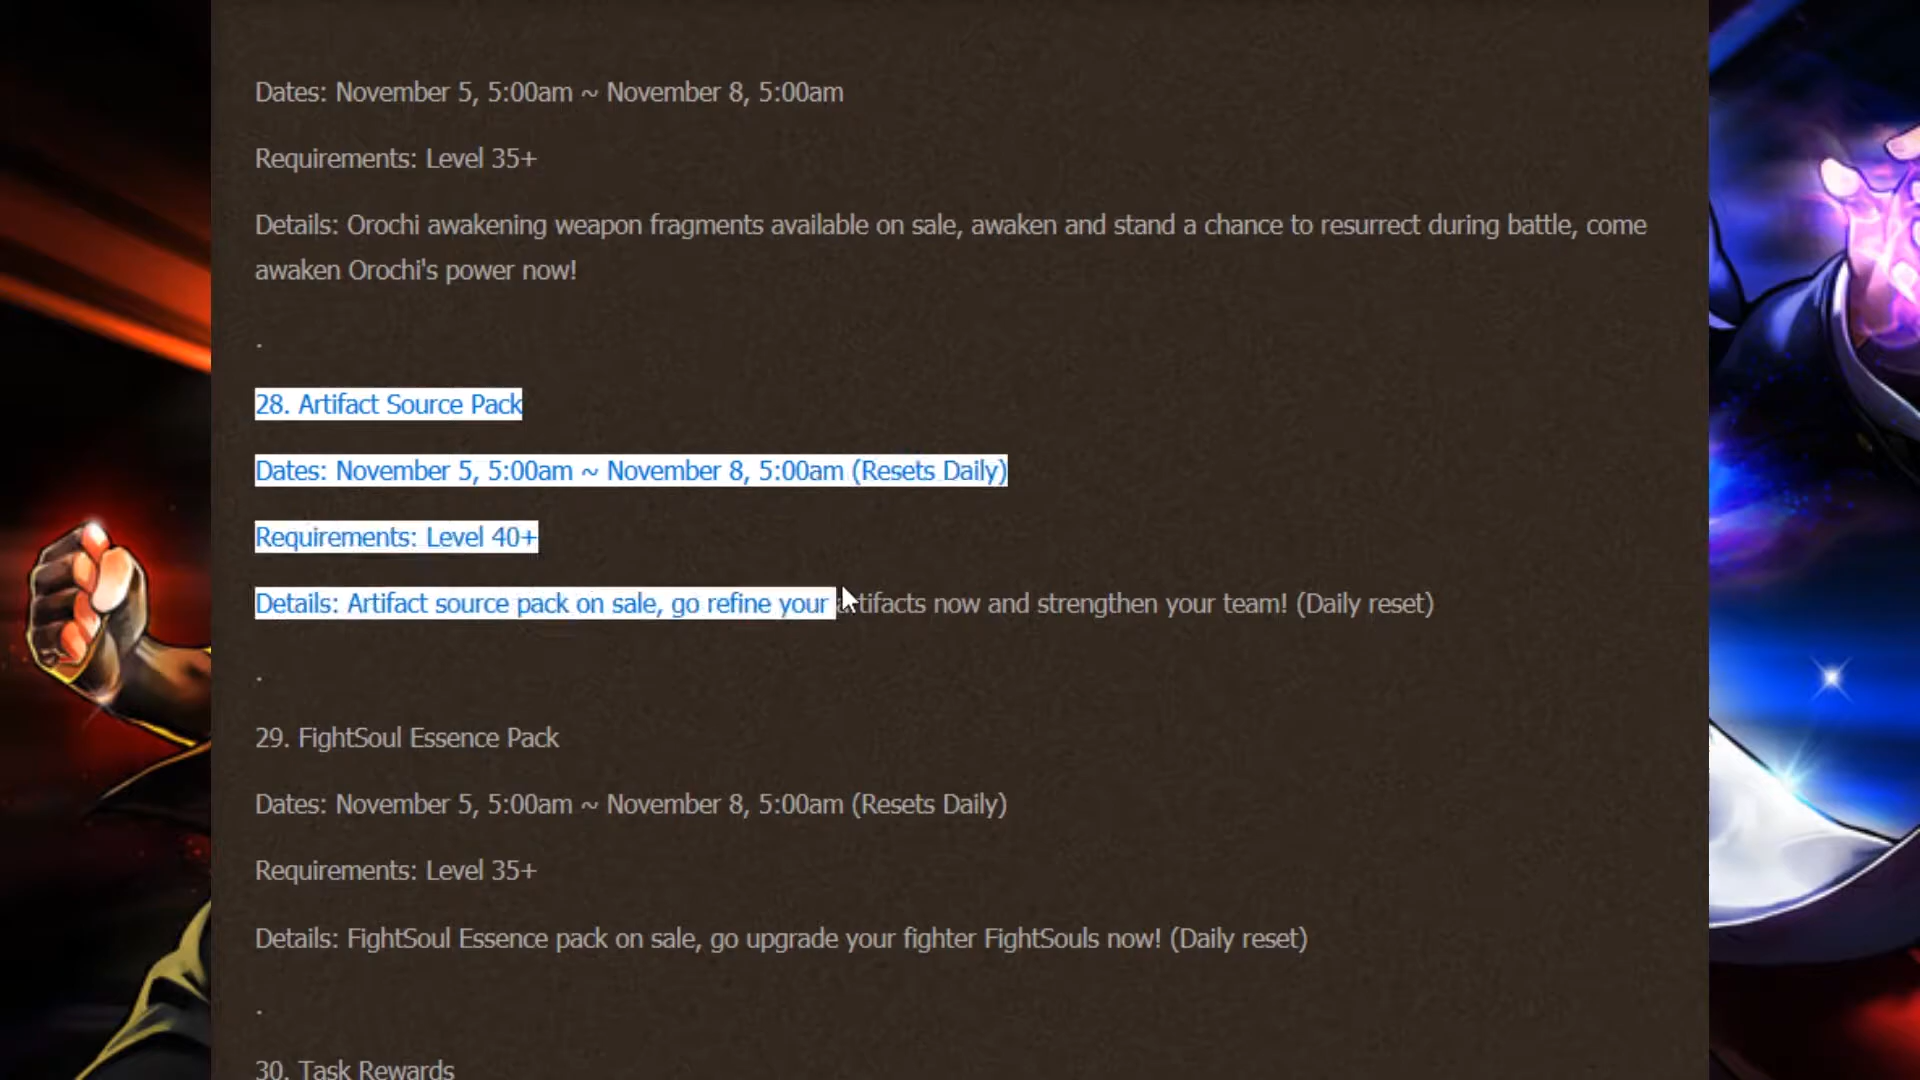 Dates: November 5, 5:00am ~ November 8, 5:00am
Requirements: Level 35+
Details: Orochi awakening weapon fragments available on sale, awaken and stand a chance to resurrect during battle, come
awaken Orochi's power now!
.
28. Artifact Source Pack
Dates: November 5, 5:00am ~ November 8, 5:00am (Resets Daily)
Requirements: Level 40+
Details: Artifact source pack on sale, go refine your artifacts now and strengthen your team! (Daily reset)
.
29. FightSoul Essence Pack
Dates: November 5, 5:00am ~ November 8, 5:00am (Resets Daily)
Requirements: Level 35+
Details: FightSoul Essence pack on sale, go upgrade your fighter FightSouls now! (Daily reset)
.
30. Task Rewards